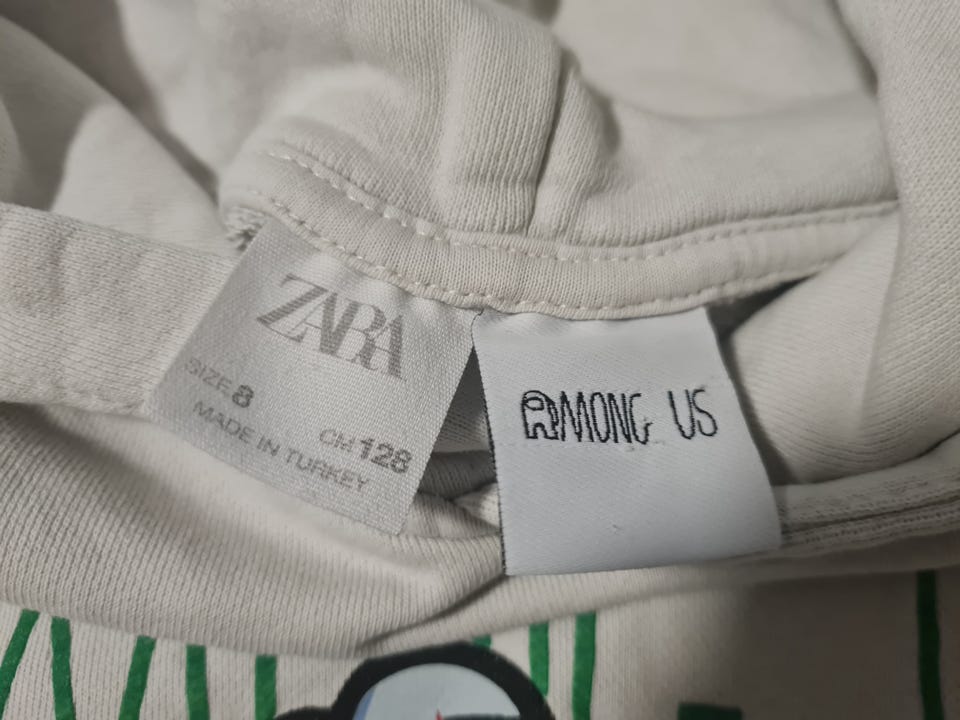 ZARA
SIZE 8
CM 128
MADE IN TURKEY
AMONG US